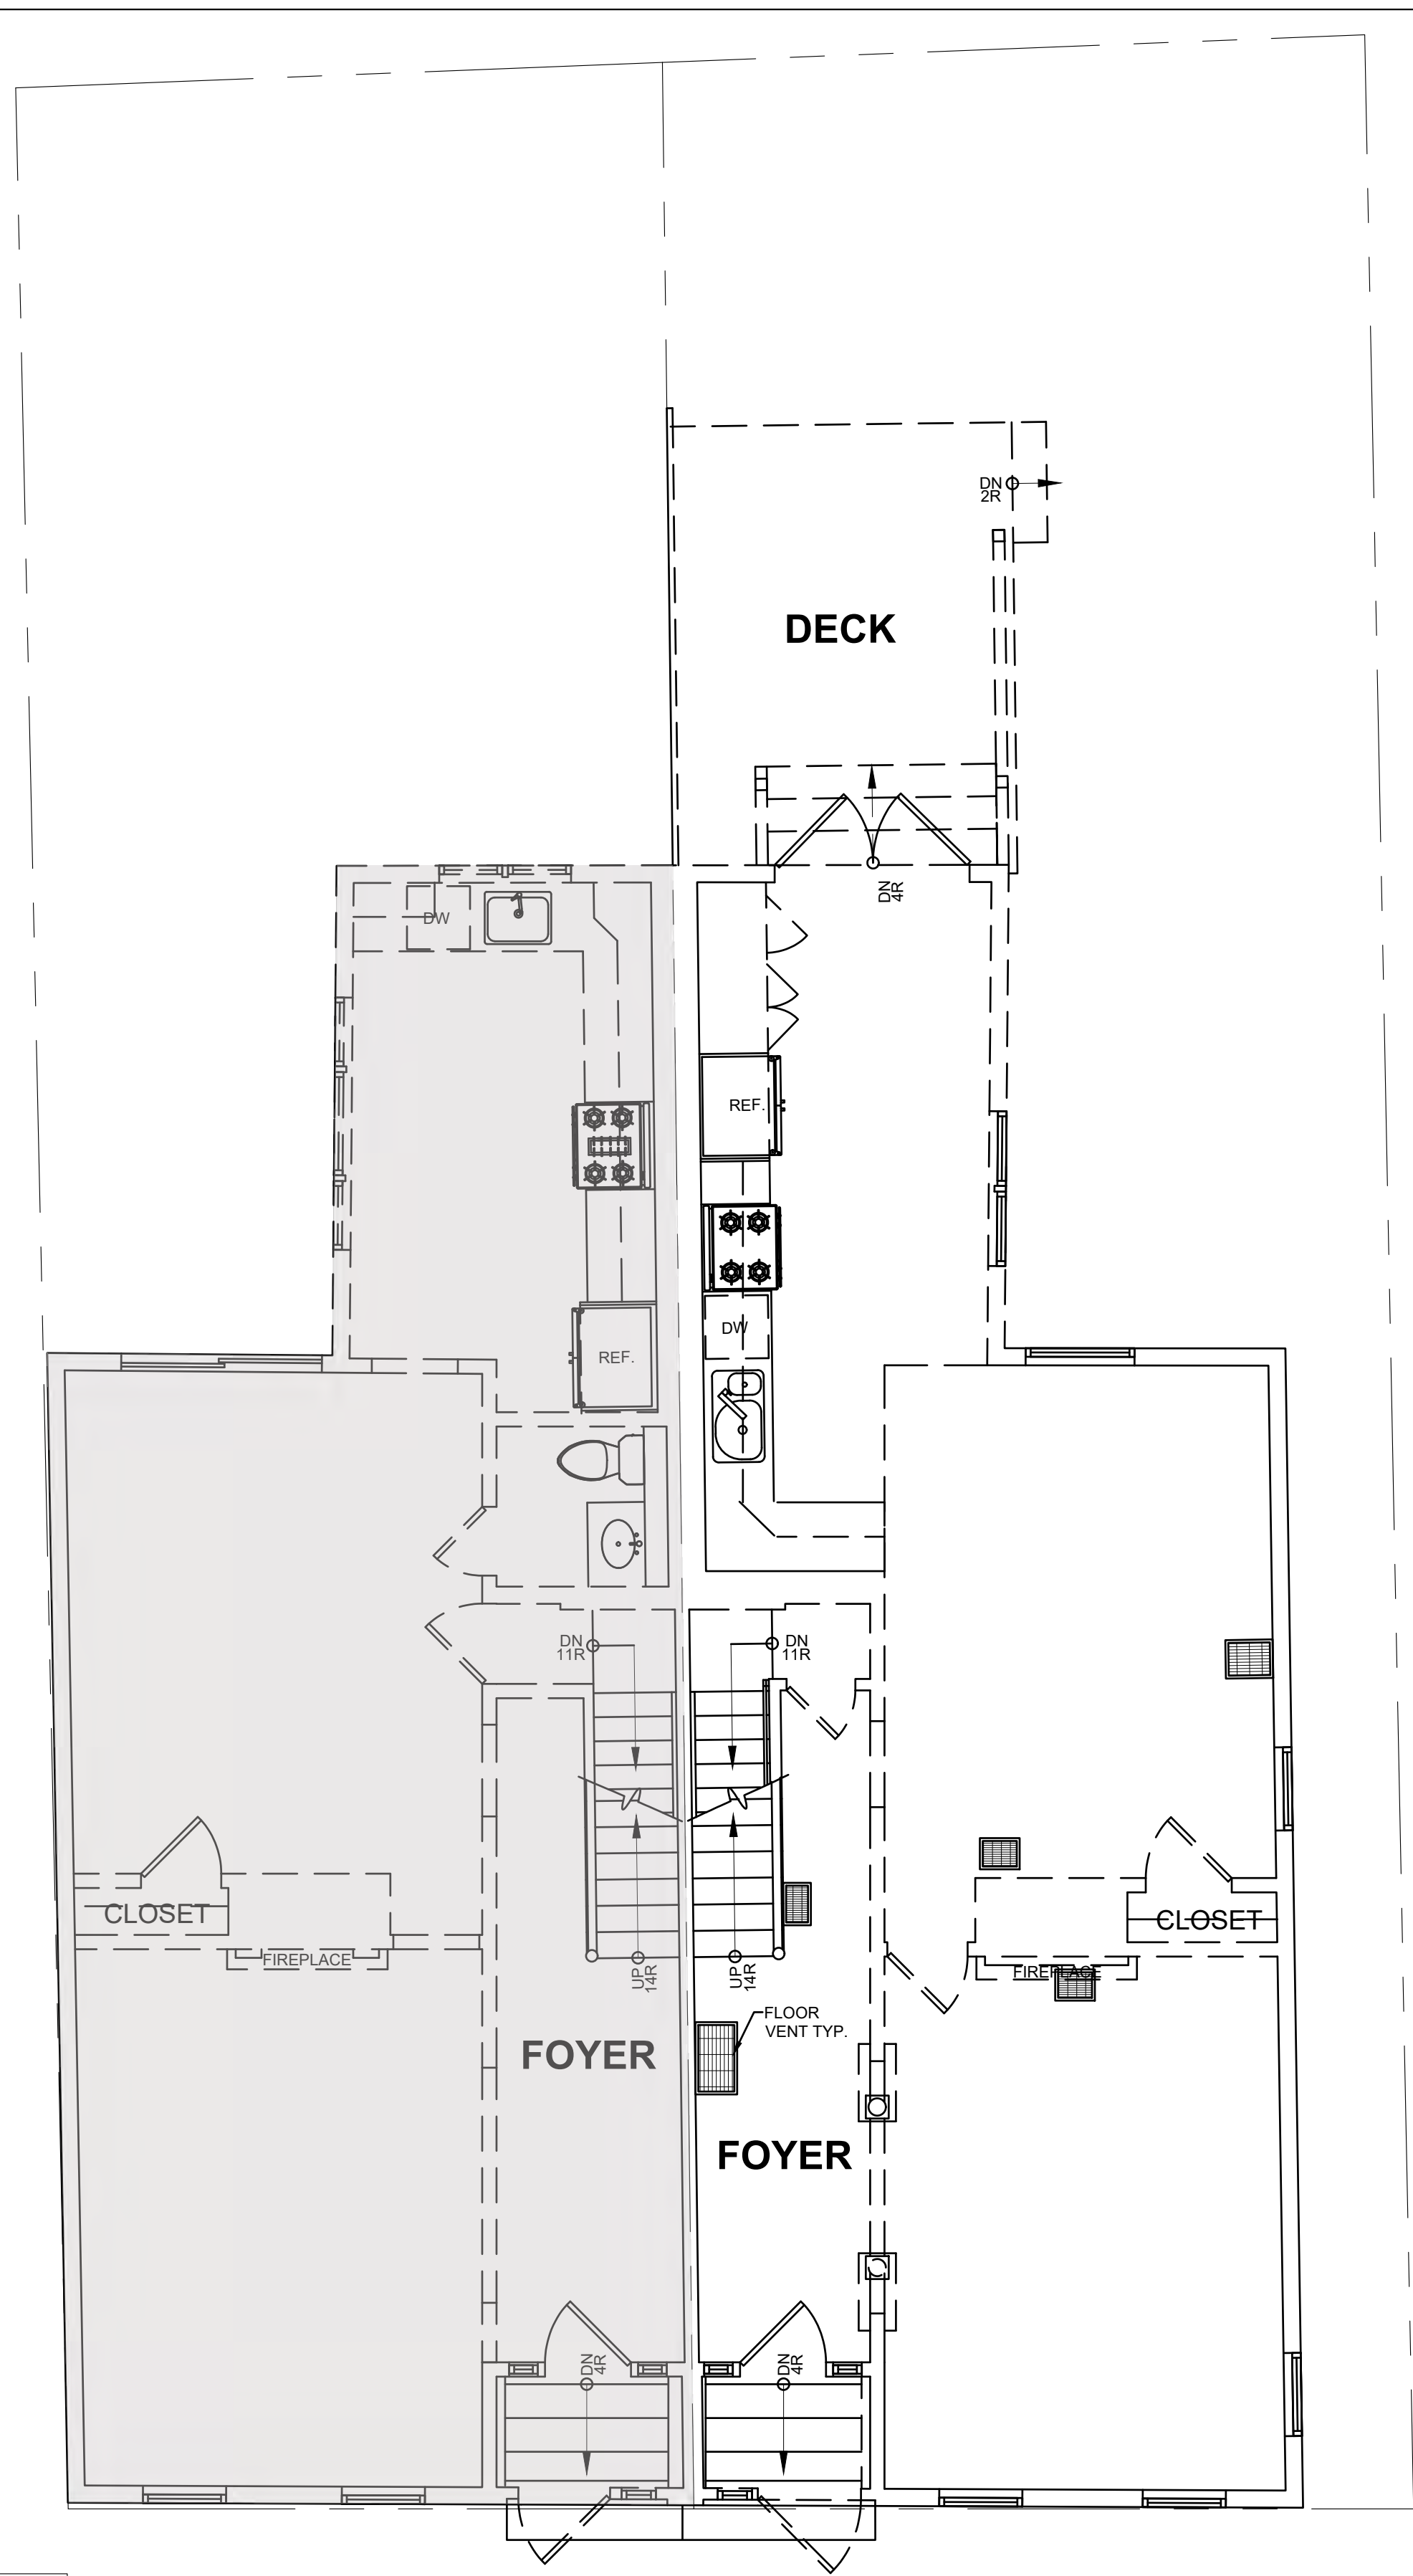 DN
2R
DECK
DN
4R
DW
REF.
DW
REF.
DN
11R
DN
11R
CLOSET
CLOSET
FIREPLACE
FIREPLACE
UP
14R
UP
14R
FLOOR
VENT TYP.
FOYER
FOYER
DN
4R
DN
4R